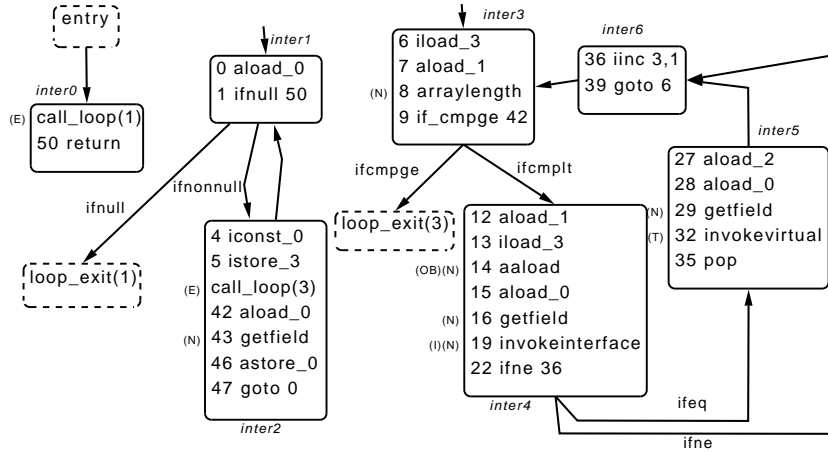 entry
inter0
(E) call_loop(1)
50 return
inter1
0 aload_0
1 ifnull 50
ifnull
ifnonnull
loop_exit(1)
4 iconst_0
5 istore_3
(E) call_loop(3)
42 aload_0
(N) 43 getfield
46 astore_0
47 goto 0
inter2
inter3
6 iload_3
7 aload_1
(N) 8 arraylength
9 if_cmpge 42
ifcmpge
ifcmplt
loop_exit(3)
12 aload_1
13 iload_3
(OB)(N) 14 aaload
15 aload_0
(N) 16 getfield
(I)(N) 19 invokeinterface
22 ifne 36
inter4
inter6
36 iinc 3,1
39 goto 6
inter5
27 aload_2
28 aload_0
(N) 29 getfield
(T) 32 invokevirtual
35 pop
ifeq
ifne